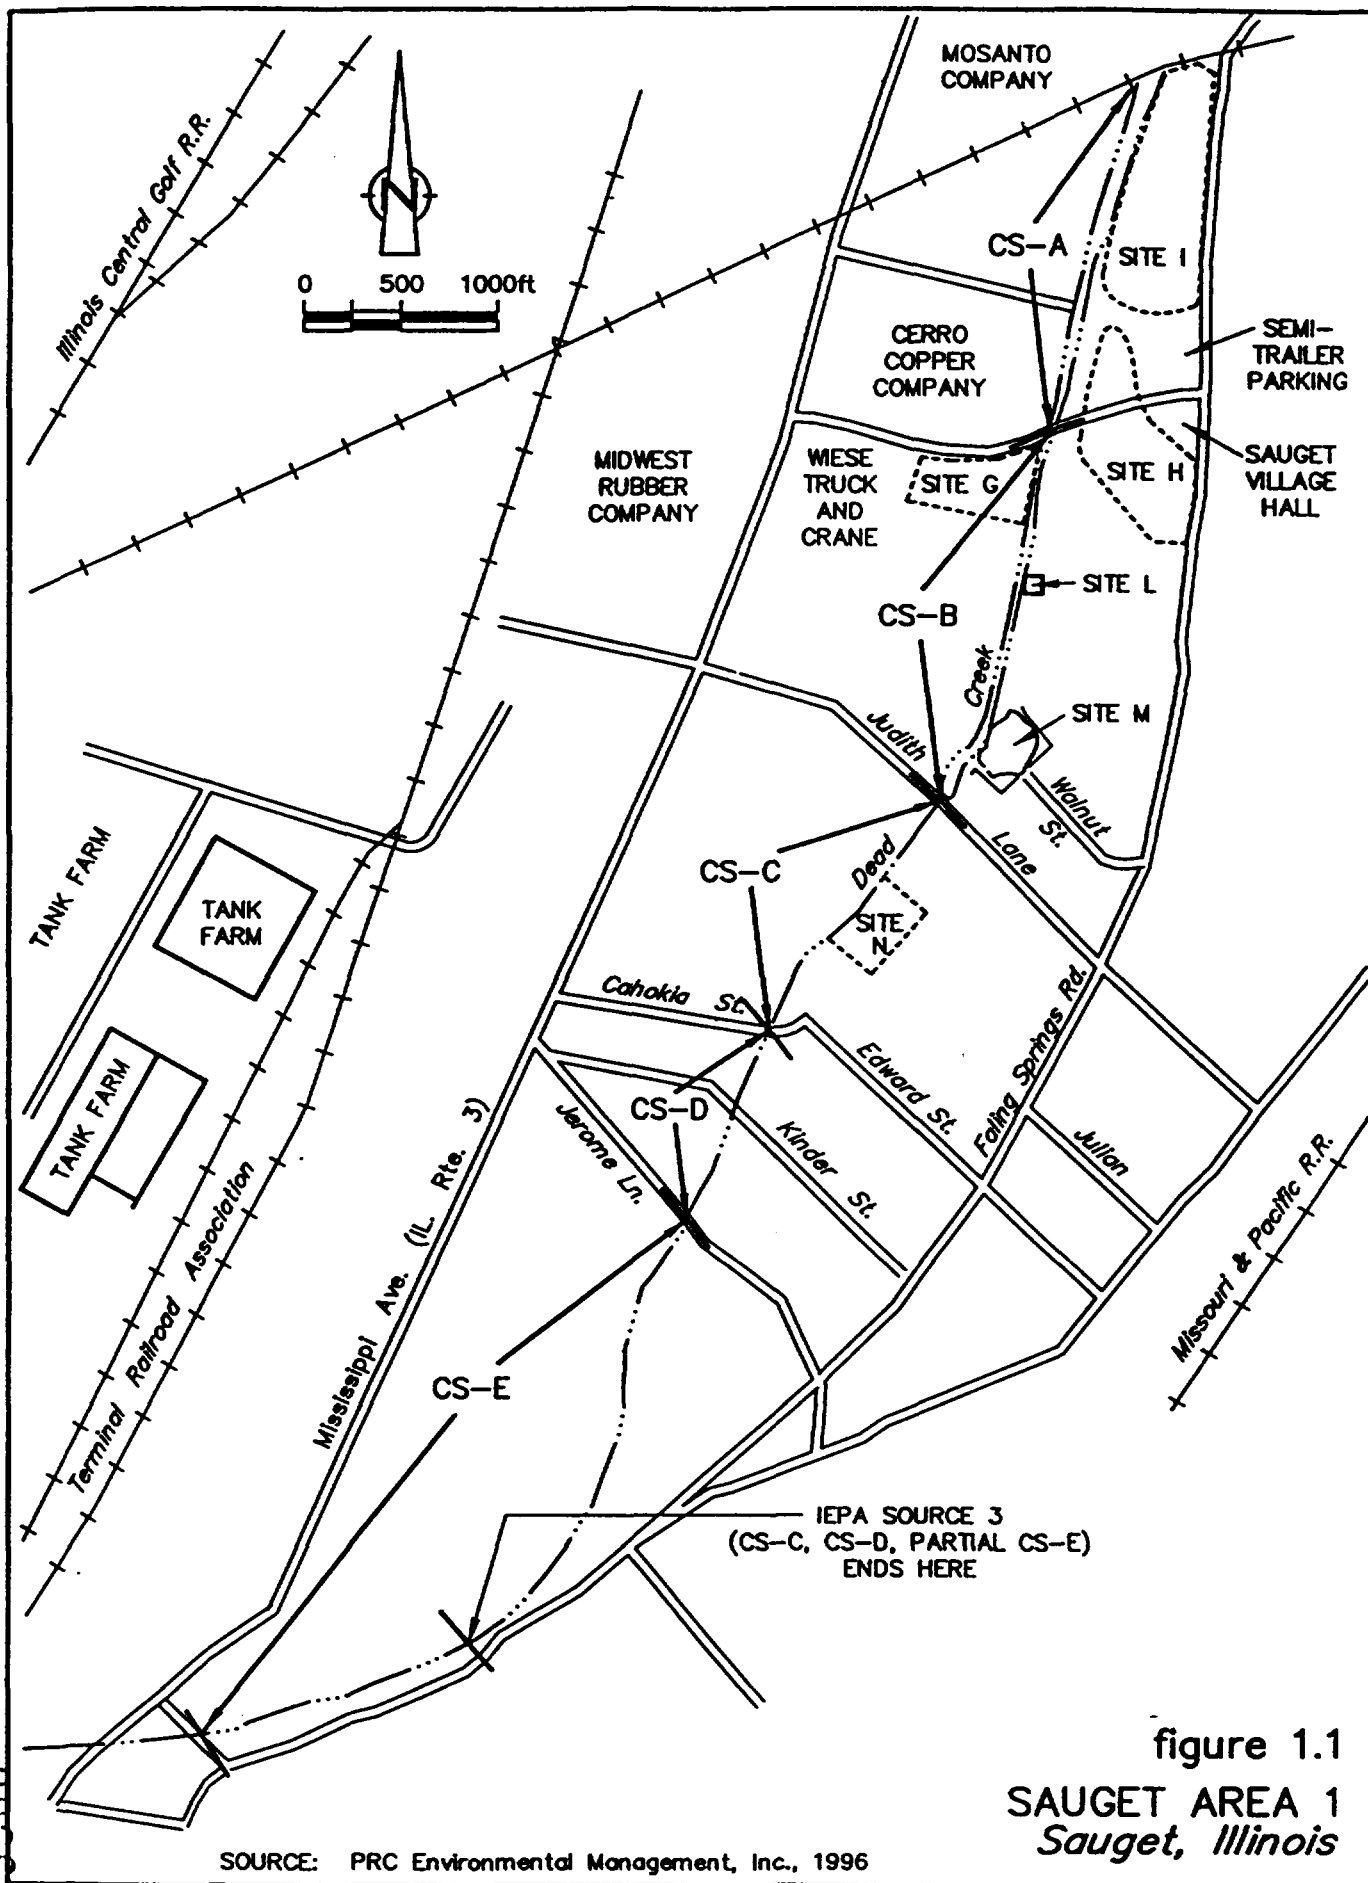 MOSANTO
COMPANY
Illinois Central Golf R.R.
N
0 500 1000ft
CS-A
SITE I
CERRO
COPPER
COMPANY
SEMI-
TRAILER
PARKING
MIDWEST
RUBBER
COMPANY
WIESE
TRUCK
AND
CRANE
SITE G
SITE H
SAUGET
VILLAGE
HALL
SITE L
CS-B
Creek
SITE M
Judith
Lane
Walnut
St.
TANK FARM
TANK
FARM
CS-C
Dead
SITE
N
Cahokia St.
Edward St.
Faling Springs Rd.
TANK FARM
CS-D
Jerome Ln.
Kinder
St.
Julian
Missouri & Pacific R.R.
Terminal Railroad Association
Mississippi Ave. (IL. Rte. 3)
CS-E
IEPA SOURCE 3
(CS-C, CS-D, PARTIAL CS-E)
ENDS HERE
figure 1.1
SAUGET AREA 1
Sauget, Illinois
SOURCE: PRC Environmental Management, Inc., 1996